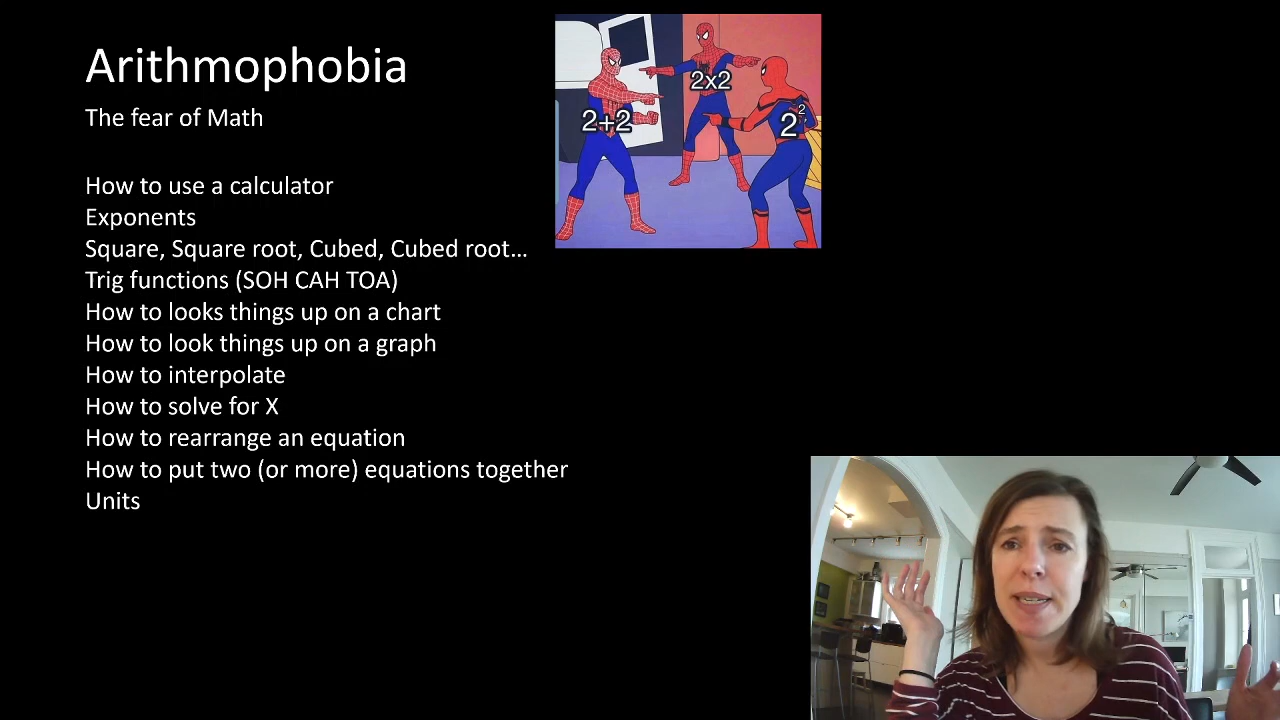 Arithmophobia
The fear of Math
How to use a calculator
Exponents
Square, Square root, Cubed, Cubed root...
Trig functions (SOH CAH TOA)
How to looks things up on a chart
How to look things up on a graph
How to interpolate
How to solve for X
How to rearrange an equation
How to put two (or more) equations together
Units
2+2
2x2
2²